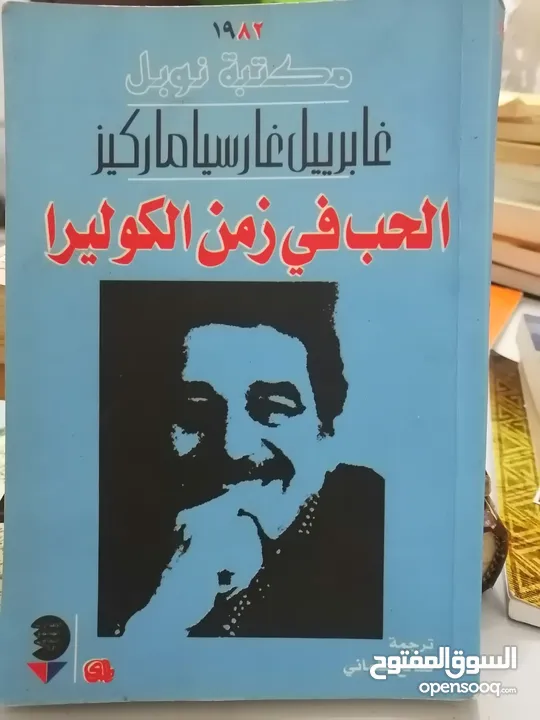 ١٩٨٢
مكتبة نوبل
غابرييل غارسيا ماركيز
الحب في زمن الكوليرا
ترجمة
السوق المفتوح
opensooq.com